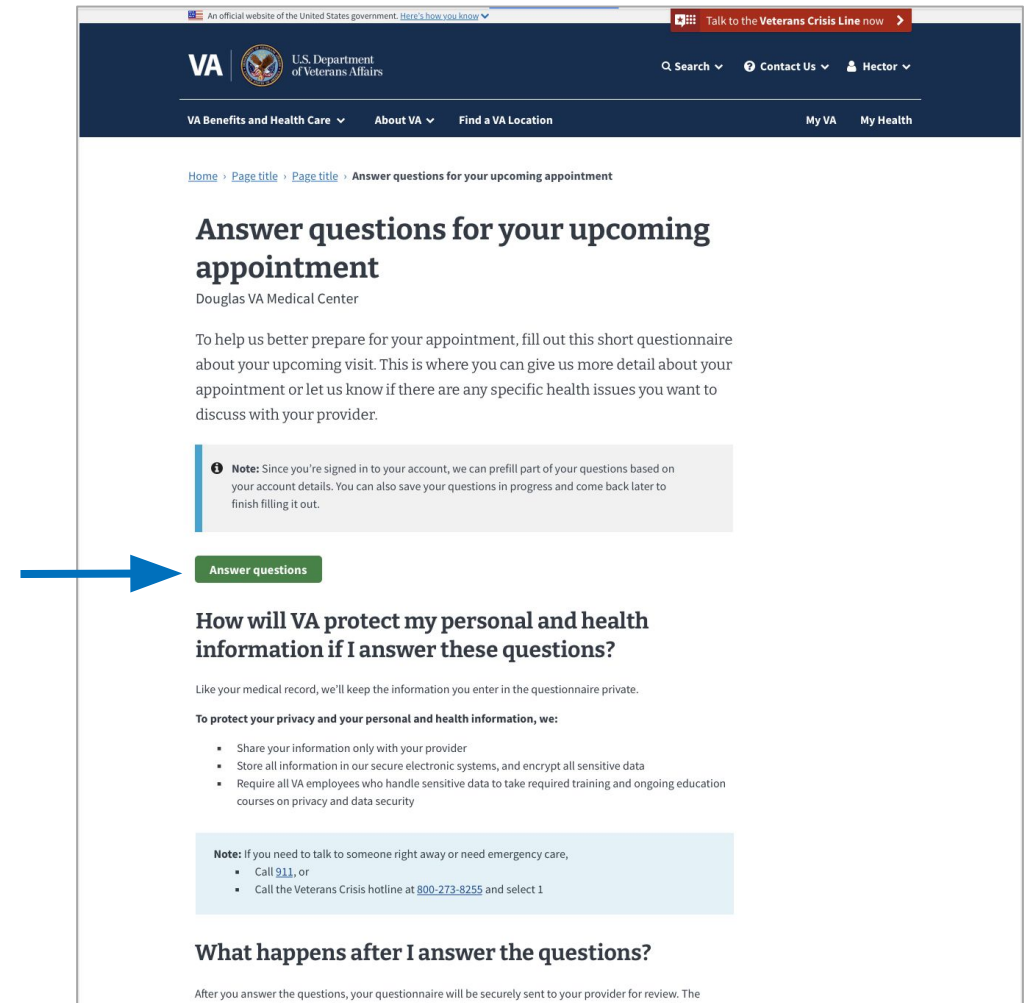 An official website of the United States government. Here's how you know
Talk to the Veterans Crisis Line now
VA
U.S. Department
of Veterans Affairs
Search
Contact Us
Hector
VA Benefits and Health Care
About VA
Find a VA Location
My VA
My Health
Home › Page title › Page title › Answer questions for your upcoming appointment
Answer questions for your upcoming
appointment
Douglas VA Medical Center
To help us better prepare for your appointment, fill out this short questionnaire
about your upcoming visit. This is where you can give us more detail about your
appointment or let us know if there are any specific health issues you want to
discuss with your provider.
Note: Since you're signed in to your account, we can prefill part of your questions based on
your account details. You can also save your questions in progress and come back later to
finish filling it out.
Answer questions
How will VA protect my personal and health
information if I answer these questions?
Like your medical record, we'll keep the information you enter in the questionnaire private.
To protect your privacy and your personal and health information, we:
▪ Share your information only with your provider
▪ Store all information in our secure electronic systems, and encrypt all sensitive data
▪ Require all VA employees who handle sensitive data to take required training and ongoing education
courses on privacy and data security
Note: If you need to talk to someone right away or need emergency care,
▪ Call 911, or
▪ Call the Veterans Crisis hotline at 800-273-8255 and select 1
What happens after I answer the questions?
After you answer the questions, your questionnaire will be securely sent to your provider for review. The